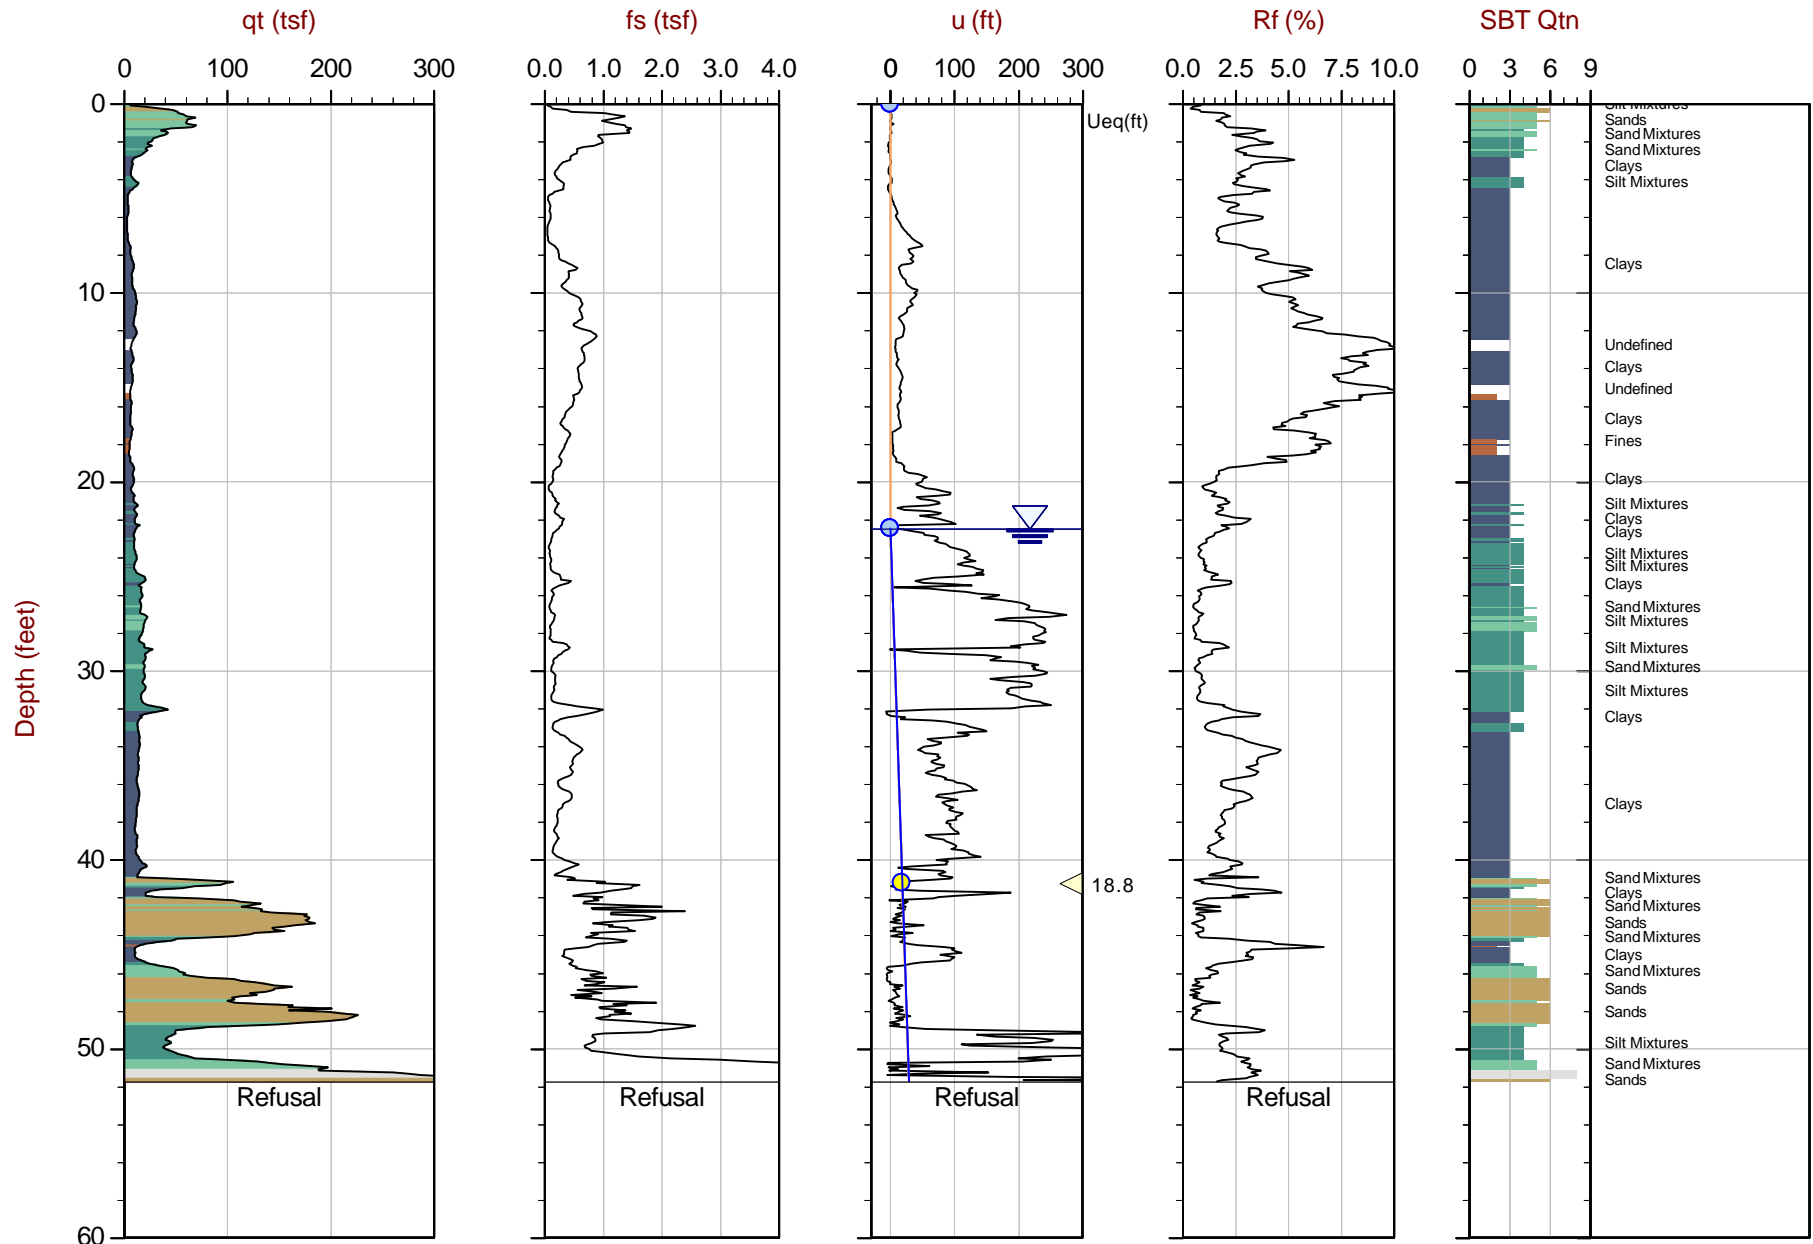 qt (tsf)
fs (tsf)
u (ft)
Rf (%)
SBT Qtn
0 100 200 300
0.0 1.0 2.0 3.0 4.0
0 100 200 300
0.0 2.5 5.0 7.5 10.0
0 3 6 9
Depth (feet)
0
10
20
30
40
50
60
Ueq(ft)
18.8
Refusal
Refusal
Refusal
Refusal
Silt Mixtures
Sands
Sand Mixtures
Sand Mixtures
Clays
Silt Mixtures
Clays
Undefined
Clays
Undefined
Clays
Fines
Clays
Silt Mixtures
Clays
Clays
Silt Mixtures
Silt Mixtures
Clays
Sand Mixtures
Silt Mixtures
Silt Mixtures
Sand Mixtures
Silt Mixtures
Clays
Clays
Sand Mixtures
Clays
Sand Mixtures
Sands
Sand Mixtures
Clays
Sand Mixtures
Sands
Sands
Silt Mixtures
Sand Mixtures
Sands